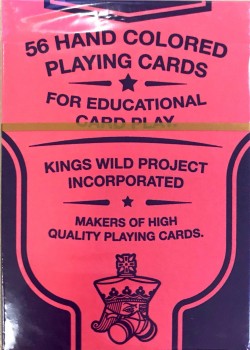 56 HAND COLORED
PLAYING CARDS
FOR EDUCATIONAL
CARD PLAY.
KINGS WILD PROJECT
INCORPORATED
MAKERS OF HIGH
QUALITY PLAYING CARDS.